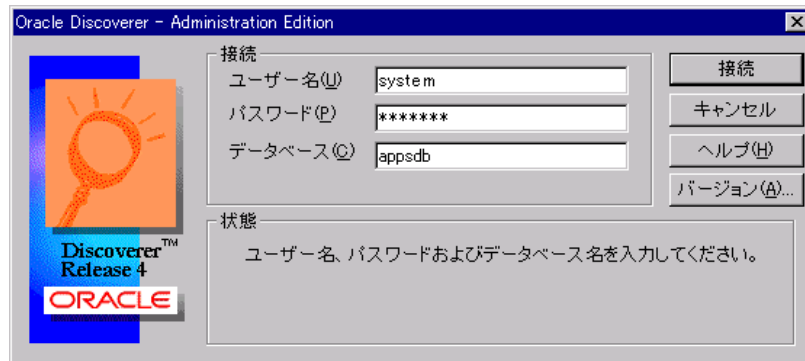 Oracle Discoverer - Administration Edition
接続
ユーザー名(U) system
パスワード(P) *******
データベース(C) appsdb
接続
キャンセル
ヘルプ(H)
バージョン(A)...
Discoverer™
Release 4
ORACLE
状態
ユーザー名、パスワードおよびデータベース名を入力してください。